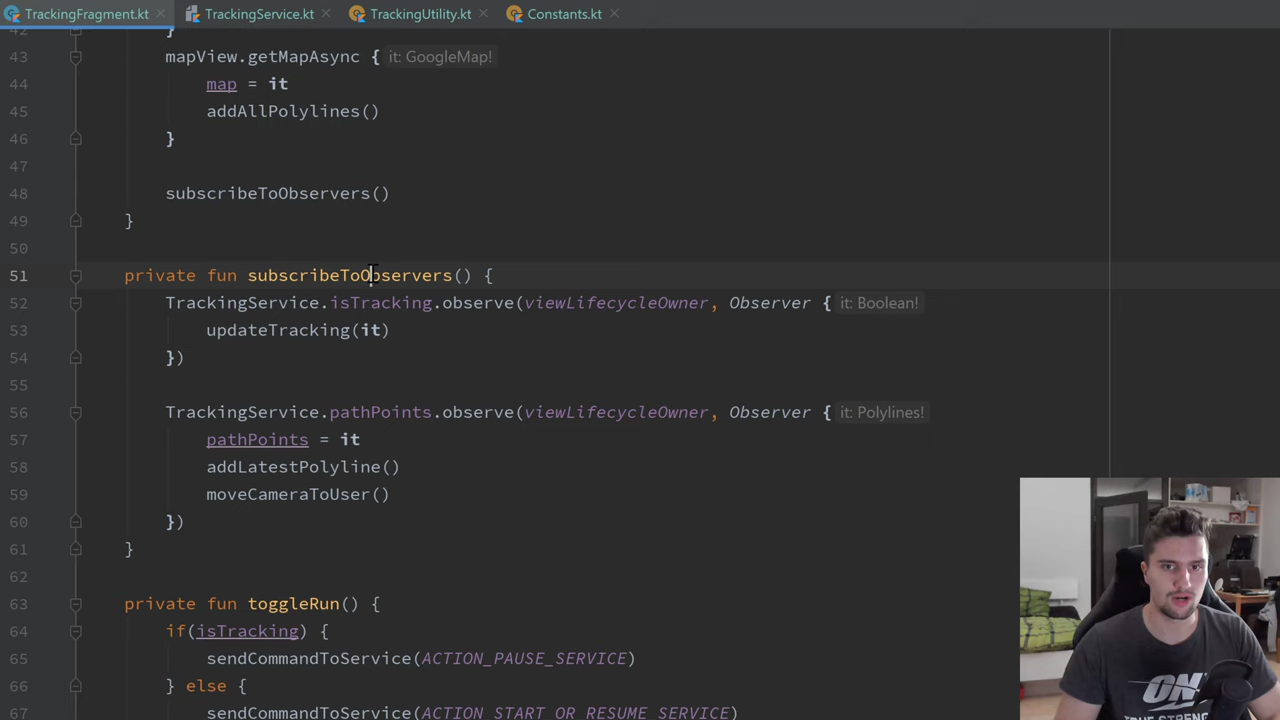 TrackingFragment.kt TrackingService.kt TrackingUtility.kt Constants.kt
42 }
43 mapView.getMapAsync { it: GoogleMap!
44 map = it
45 addAllPolylines()
46 }
47
48 subscribeToObservers()
49 }
50
51 private fun subscribeToObservers() {
52 TrackingService.isTracking.observe(viewLifecycleOwner, Observer { it: Boolean!
53 updateTracking(it)
54 })
55
56 TrackingService.pathPoints.observe(viewLifecycleOwner, Observer { it: Polylines!
57 pathPoints = it
58 addLatestPolyline()
59 moveCameraToUser()
60 })
61 }
62
63 private fun toggleRun() {
64 if(isTracking) {
65 sendCommandToService(ACTION_PAUSE_SERVICE)
66 } else {
67 sendCommandToService(ACTION_START_OR_RESUME_SERVICE)